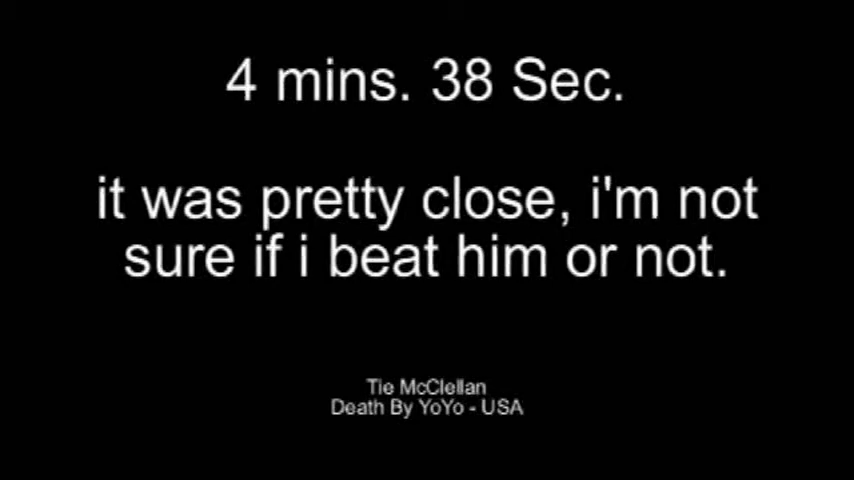 4 mins. 38 Sec.
it was pretty close, i'm not
sure if i beat him or not.
Tie McClellan
Death By YoYo - USA